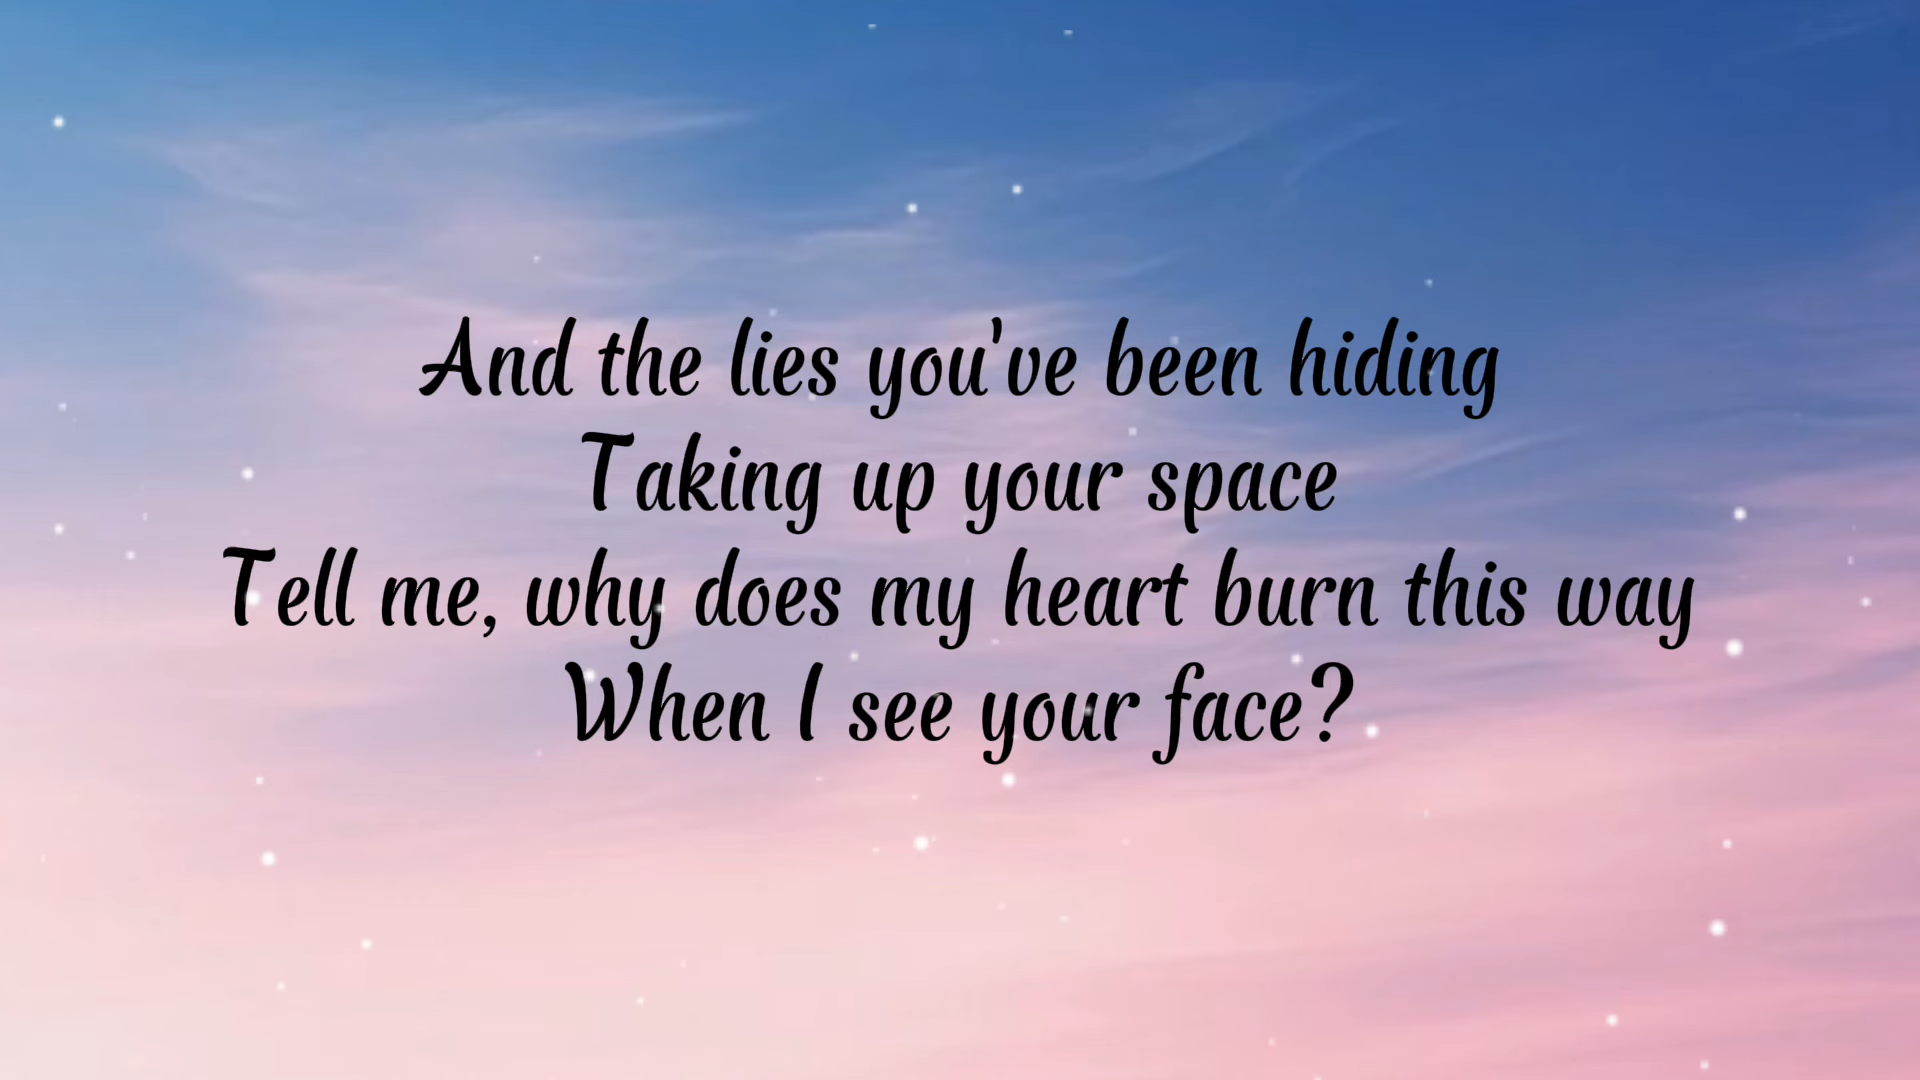 And the lies you've been hiding
Taking up your space
Tell me, why does my heart burn this way
When I see your face?